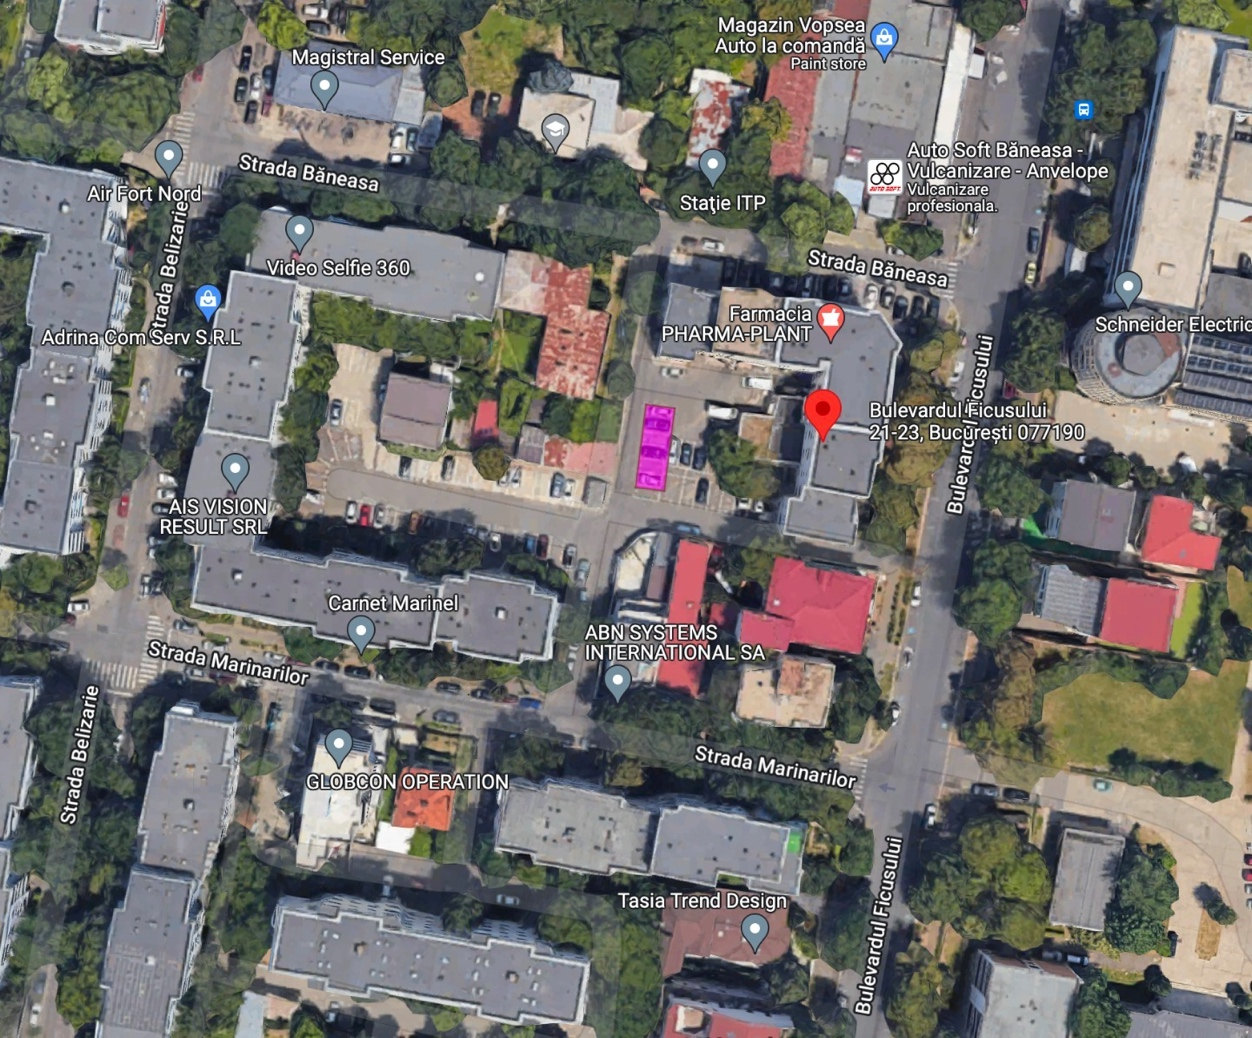 Magazin Vopsea
Auto la comandă
Paint store
Magistral Service
Auto Soft Băneasa -
Vulcanizare - Anvelope
Vulcanizare
profesionala.
AUTO SOFT
Strada Băneasa
Air Fort Nord
Stație ITP
Strada Belizarie
Video Selfie 360
Strada Băneasa
Adrina Com Serv S.R.L
Farmacia
PHARMA-PLANT
Schneider Electric
Bulevardul Ficusului
Bulevardul Ficusului
21-23, București 077190
AIS VISION
RESULT SRL
Carnet Marinel
ABN SYSTEMS
INTERNATIONAL SA
Strada Marinarilor
Strada Belizarie
Strada Marinarilor
GLOBCON OPERATION
Bulevardul Ficusului
Tasia Trend Design